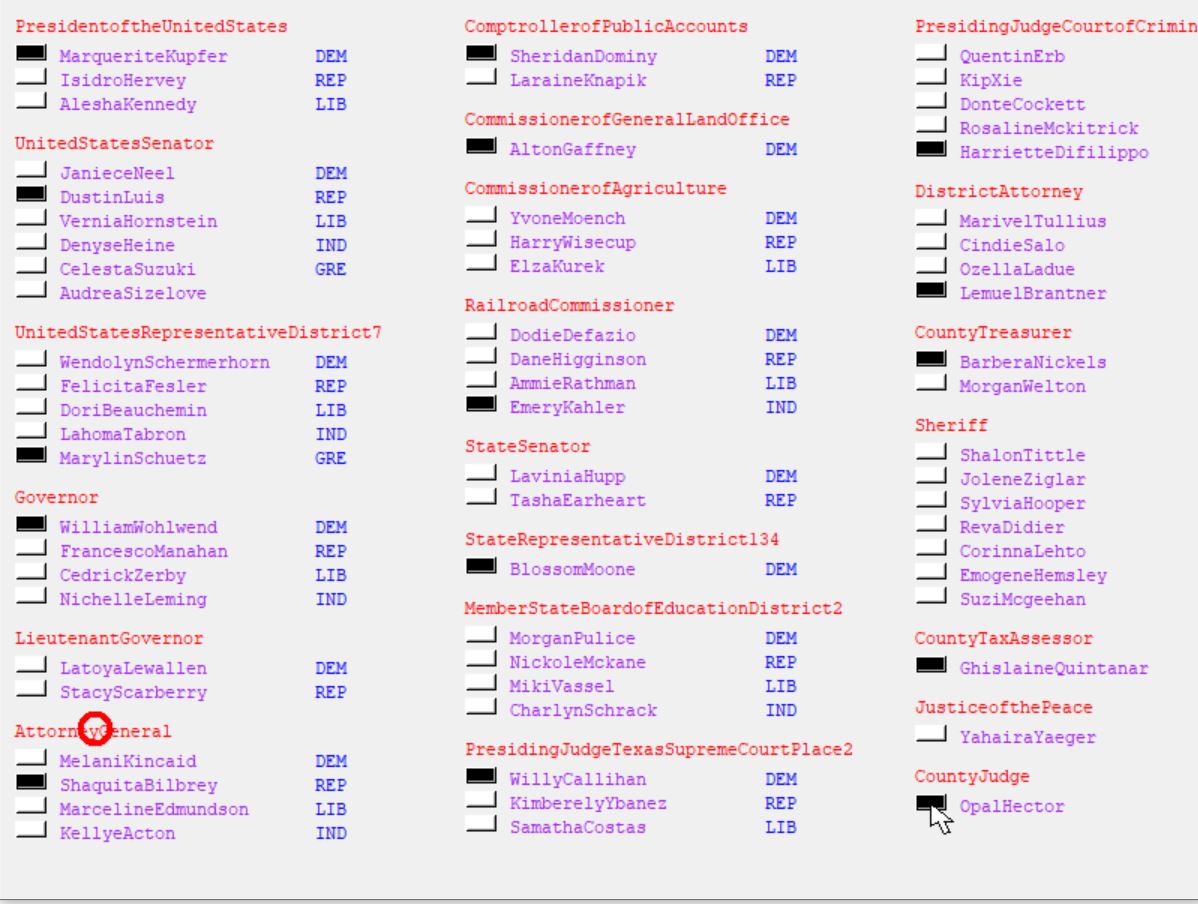 PresidentoftheUnitedStates
MarqueriteKupfer DEM
IsidroHervey REP
AleshaKennedy LIB
UnitedStatesSenator
JanieceNeel DEM
DustinLuis REP
VerniaHornstein LIB
DenyseHeine IND
CelestaSuzuki GRE
AudreaSizelove
UnitedStatesRepresentativeDistrict7
WendolynSchermerhorn DEM
FelicitaFesler REP
DoriBeauchemin LIB
LahomaTabron IND
MarylinSchuetz GRE
Governor
WilliamWohlwend DEM
FrancescoManahan REP
CedrickZerby LIB
NichelleLeming IND
LieutenantGovernor
LatoyaLewallen DEM
StacyScarberry REP
AttorneyGeneral
MelaniKincaid DEM
ShaquitaBilbrey REP
MarcelineEdmundson LIB
KellyeActon IND
ComptrollerofPublicAccounts
SheridanDominy DEM
LaraineKnapik REP
CommissionerofGeneralLandOffice
AltonGaffney DEM
CommissionerofAgriculture
YvoneMoench DEM
HarryWisecup REP
ElzaKurek LIB
RailroadCommissioner
DodieDefazio DEM
DaneHigginson REP
AmmieRathman LIB
EmeryKahler IND
StateSenator
LaviniaHupp DEM
TashaEarheart REP
StateRepresentativeDistrict134
BlossomMoone DEM
MemberStateBoardofEducationDistrict2
MorganPulice DEM
NickoleMckane REP
MikiVassel LIB
CharlynSchrack IND
PresidingJudgeTexasSupremeCourtPlace2
WillyCallihan DEM
KimberelyYbanez REP
SamathaCostas LIB
PresidingJudgeCourtofCrimin
QuentinErb
KipXie
DonteCockett
RosalineMckitrick
HarrietteDifilippo
DistrictAttorney
MarivelTullius
CindieSalo
OzellaLadue
LemuelBrantner
CountyTreasurer
BarberaNickels
MorganWelton
Sheriff
ShalonTittle
JoleneZiglar
SylviaHooper
RevaDidier
CorinnaLehto
EmogeneHemsley
SuziMcgeehan
CountyTaxAssessor
GhislaineQuintanar
JusticeofthePeace
YahairaYaeger
CountyJudge
OpalHector